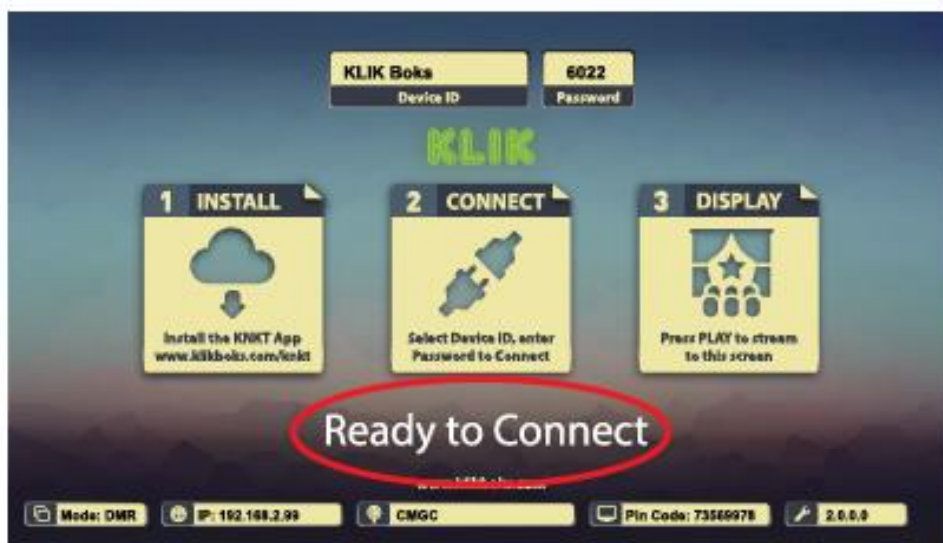 KLIK Boks 6022
Device ID Password
KLIK
1 INSTALL
2 CONNECT
3 DISPLAY
Install the KNKT App
www.klikboks.com/knkt
Select Device ID, enter
Password to Connect
Press PLAY to stream
to this screen
Ready to Connect
Mode: DMR
IP: 192.168.2.99
CMGC
Pin Code: 73569978
2.0.0.0